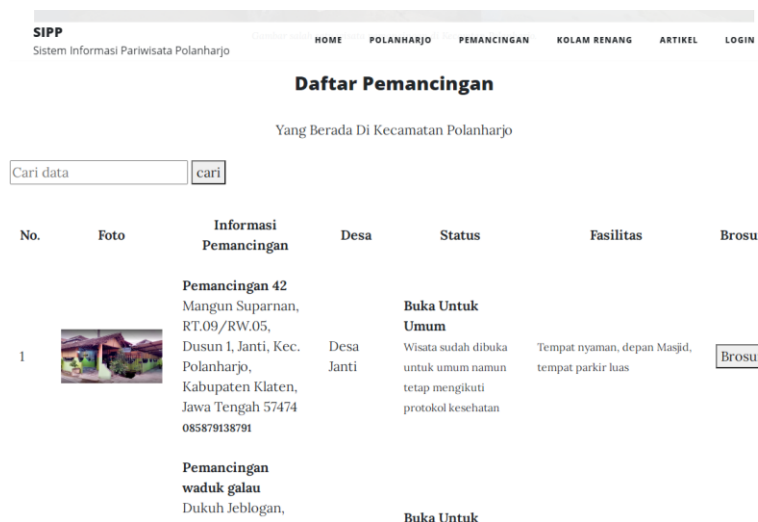 SIPP
Sistem Informasi Pariwisata Polanharjo
HOME POLANHARJO PEMANCINGAN KOLAM RENANG ARTIKEL LOGIN
Daftar Pemancingan
Yang Berada Di Kecamatan Polanharjo
Cari data cari
No. Foto Informasi Pemancingan Desa Status Fasilitas Brosu
1
Pemancingan 42
Mangun Suparnan,
RT.09/RW.05,
Dusun 1, Janti, Kec.
Polanharjo,
Kabupaten Klaten,
Jawa Tengah 57474
085879138791
Desa
Janti
Buka Untuk
Umum
Wisata sudah dibuka
untuk umum namun
tetap mengikuti
protokol kesehatan
Tempat nyaman, depan Masjid,
tempat parkir luas
Brosu
Pemancingan
waduk galau
Dukuh Jeblogan,
Buka Untuk